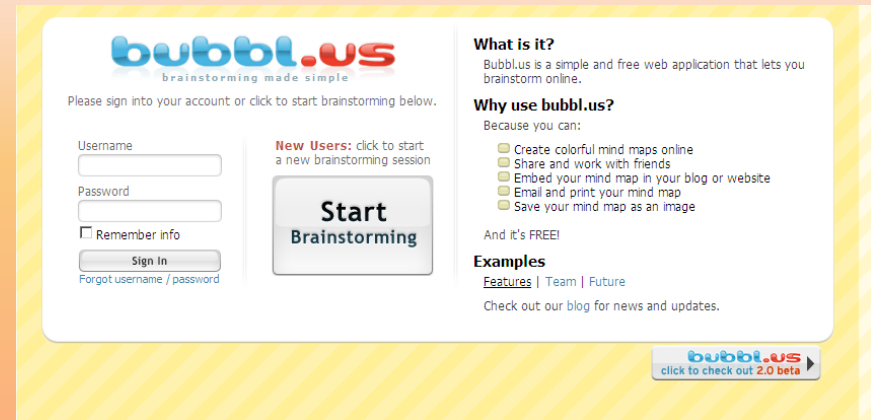 bubbl.us
brainstorming made simple
Please sign into your account or click to start brainstorming below.
Username
Password
Remember info
Sign In
Forgot username / password
New Users: click to start
a new brainstorming session
Start
Brainstorming
What is it?
Bubbl.us is a simple and free web application that lets you
brainstorm online.
Why use bubbl.us?
Because you can:
Create colorful mind maps online
Share and work with friends
Embed your mind map in your blog or website
Email and print your mind map
Save your mind map as an image
And it's FREE!
Examples
Features | Team | Future
Check out our blog for news and updates.
bubbl.us
click to check out 2.0 beta